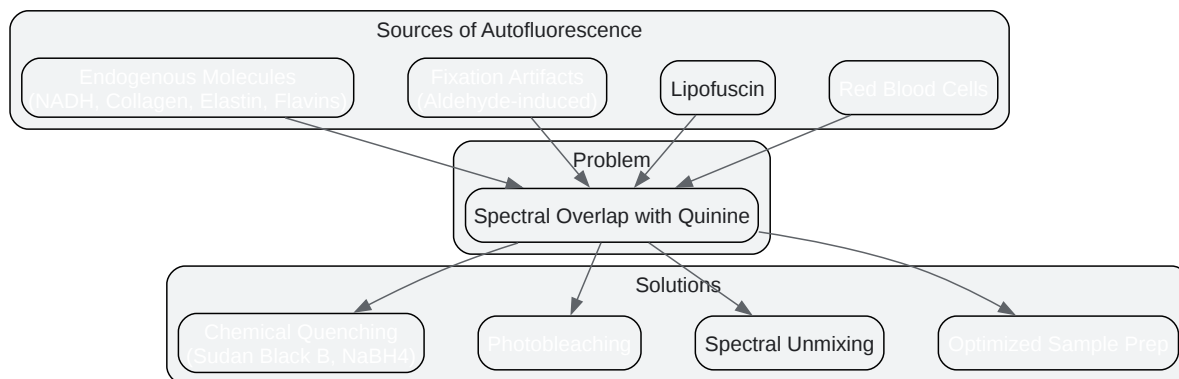 Sources of Autofluorescence
Endogenous Molecules
(NADH, Collagen, Elastin, Flavins)
Fixation Artifacts
(Aldehyde-induced)
Lipofuscin
Red Blood Cells
Problem
Spectral Overlap with Quinine
Solutions
Chemical Quenching
(Sudan Black B, NaBH4)
Photobleaching
Spectral Unmixing
Optimized Sample Prep